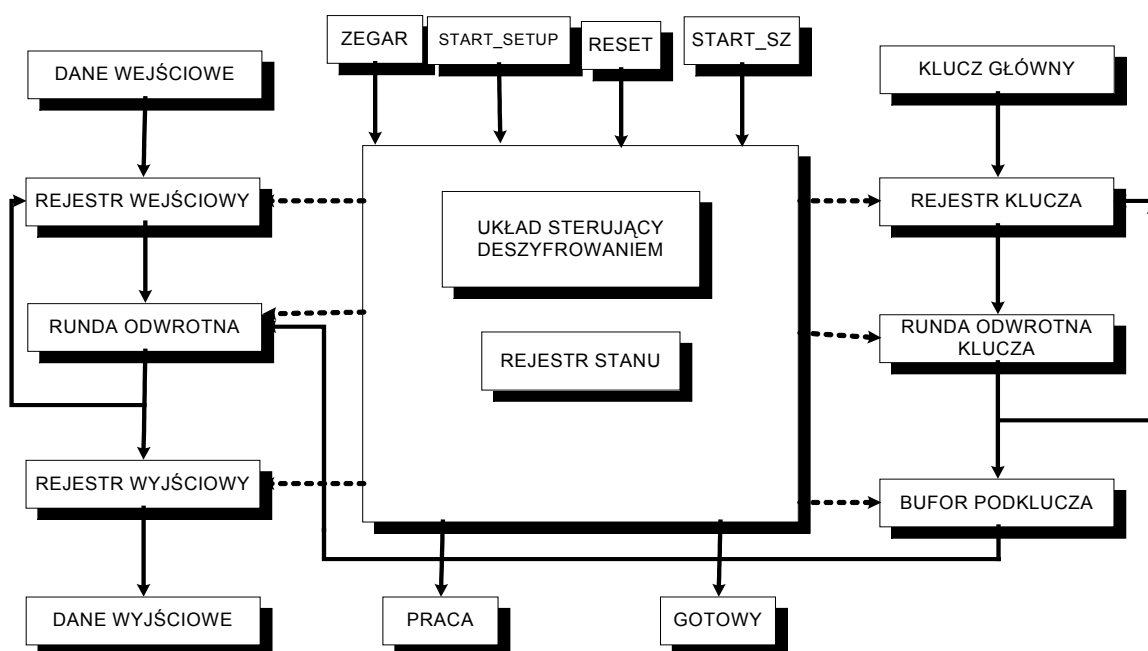 ZEGAR
START_SETUP
RESET
START_SZ
DANE WEJŚCIOWE
KLUCZ GŁÓWNY
REJESTR WEJŚCIOWY
REJESTR KLUCZA
UKŁAD STERUJĄCY
DESZYFROWANIEM
RUNDA ODWROTNA
RUNDA ODWROTNA
KLUCZA
REJESTR STANU
REJESTR WYJŚCIOWY
BUFOR PODKLUCZA
DANE WYJŚCIOWE
PRACA
GOTOWY